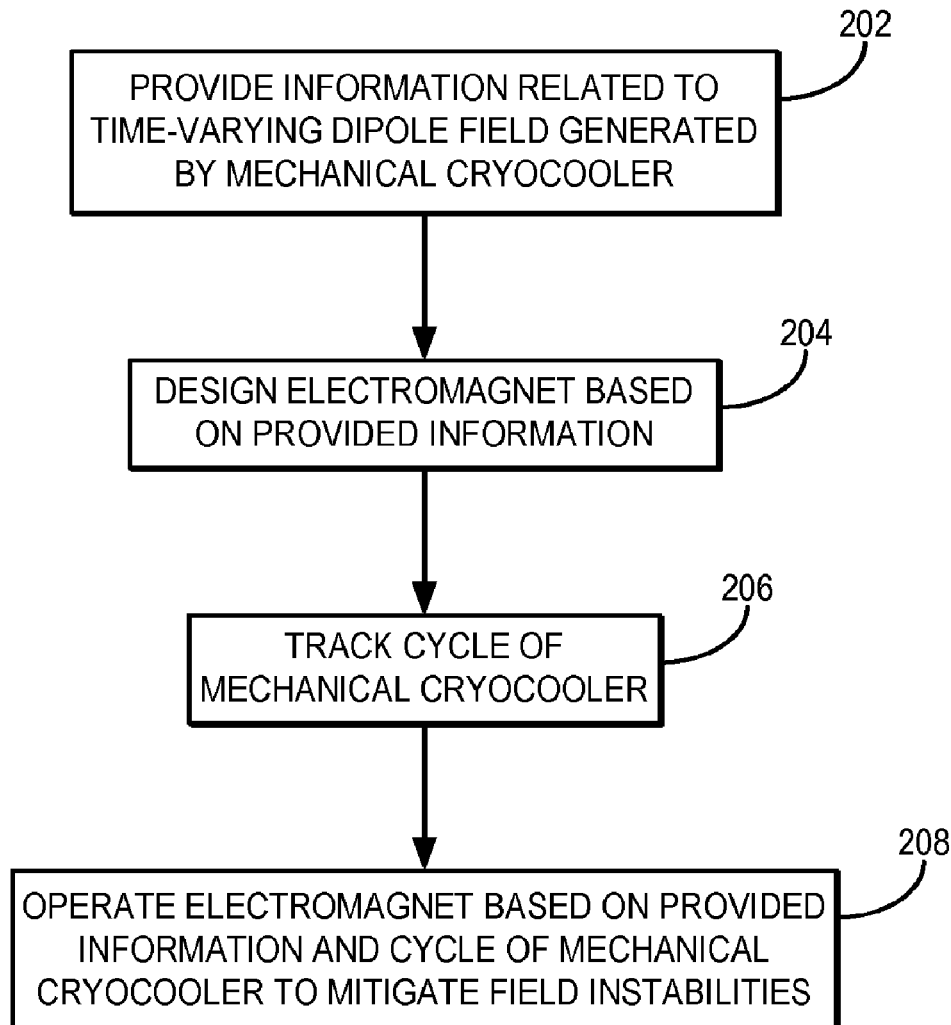 202
PROVIDE INFORMATION RELATED TO
TIME-VARYING DIPOLE FIELD GENERATED
BY MECHANICAL CRYOCOOLER
204
DESIGN ELECTROMAGNET BASED
ON PROVIDED INFORMATION
206
TRACK CYCLE OF
MECHANICAL CRYOCOOLER
208
OPERATE ELECTROMAGNET BASED ON PROVIDED
INFORMATION AND CYCLE OF MECHANICAL
CRYOCOOLER TO MITIGATE FIELD INSTABILITIES